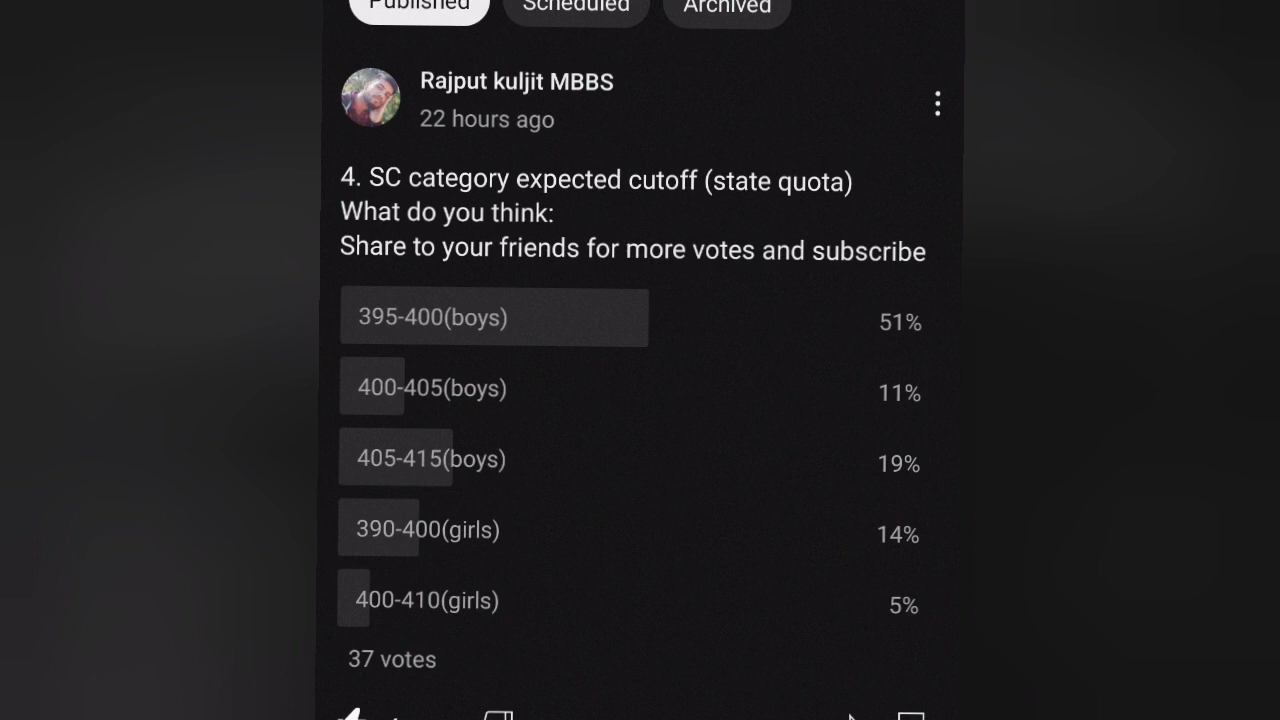 Published Scheduled Archived
Rajput kuljit MBBS
22 hours ago
4. SC category expected cutoff (state quota)
What do you think:
Share to your friends for more votes and subscribe
395-400(boys) 51%
400-405(boys) 11%
405-415(boys) 19%
390-400(girls) 14%
400-410(girls) 5%
37 votes